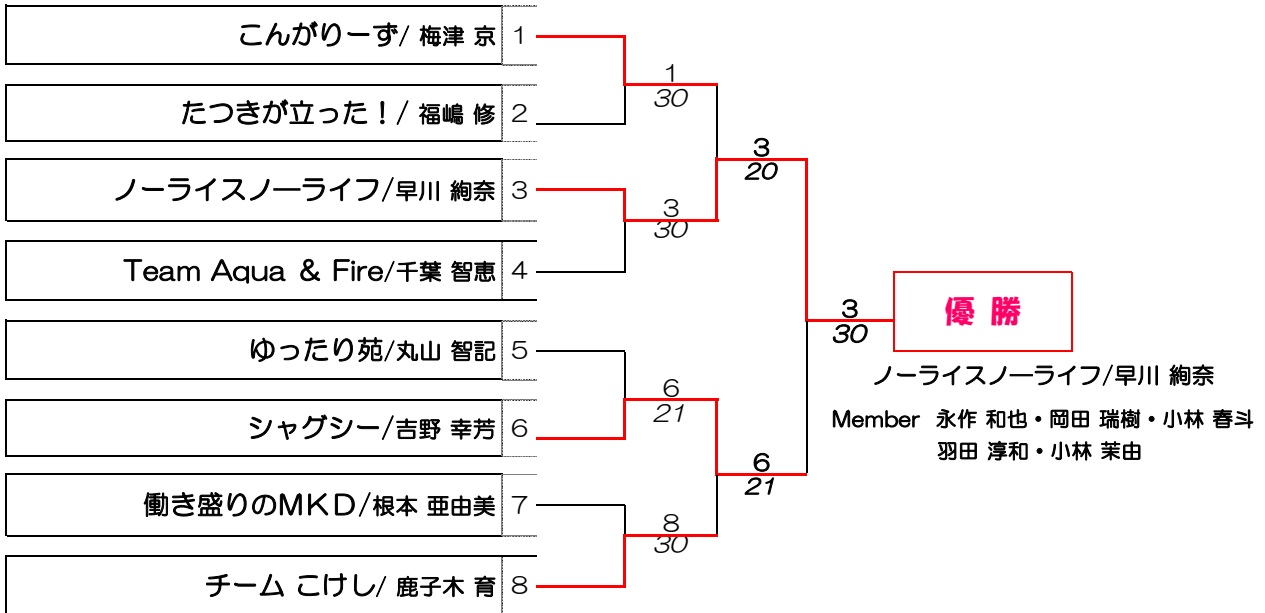 こんがりーず/ 梅津 京 1
たつきが立った！/ 福嶋 修 2
ノーライスノーライフ/早川 絢奈 3
Team Aqua & Fire/千葉 智恵 4
ゆったり苑/丸山 智記 5
シャグシー/吉野 幸芳 6
働き盛りのMKD/根本 亜由美 7
チーム こけし/ 鹿子木 育 8
1
30
3
30
6
21
8
30
3
20
6
21
3
30
優 勝
ノーライスノーライフ/早川 絢奈
Member 永作 和也・岡田 瑞樹・小林 春斗
羽田 淳和・小林 茉由